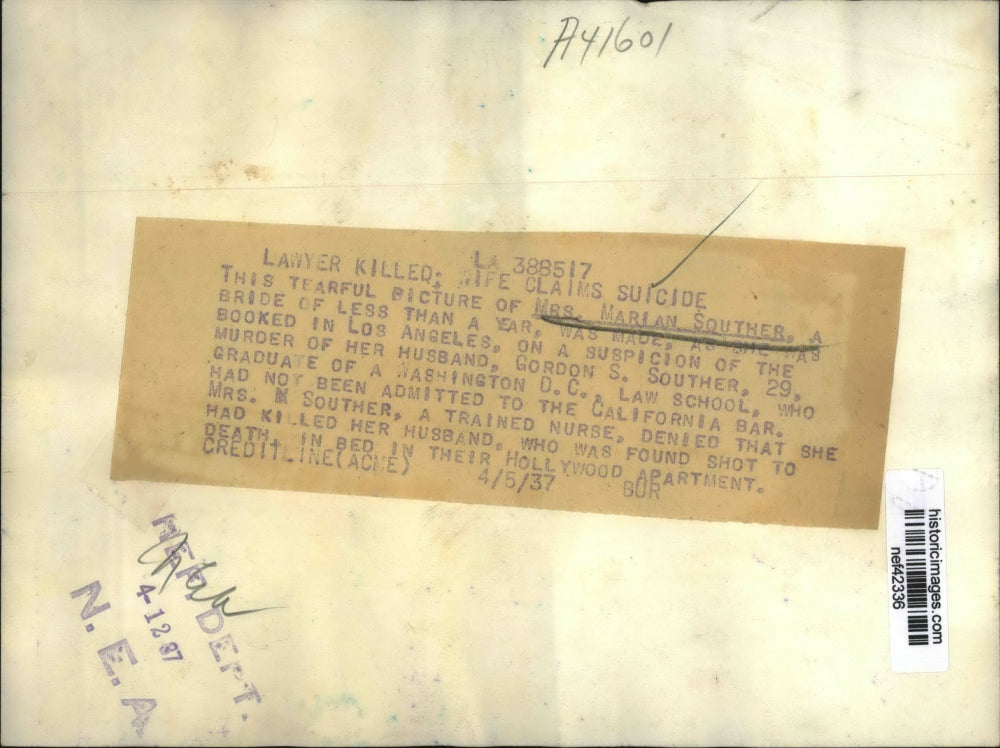 A41601
LA 388517
LAWYER KILLED; WIFE CLAIMS SUICIDE
THIS TEARFUL PICTURE OF MRS. MARIAN SOUTHER, A
BRIDE OF LESS THAN A YEAR, WAS MADE, AS SHE WAS
BOOKED IN LOS ANGELES, ON A SUSPICION OF THE
MURDER OF HER HUSBAND, GORDON S. SOUTHER, 29,
GRADUATE OF A WASHINGTON D.C., LAW SCHOOL, WHO
HAD NOT BEEN ADMITTED TO THE CALIFORNIA BAR.
MRS. M SOUTHER, A TRAINED NURSE, DENIED THAT SHE
HAD KILLED HER HUSBAND, WHO WAS FOUND SHOT TO
DEATH, IN BED IN THEIR HOLLYWOOD APARTMENT.
CREDITLINE(ACME) 4/5/37 BUR
DEPT.
4-12 37
N. E. A
historicimages.com
nef42336